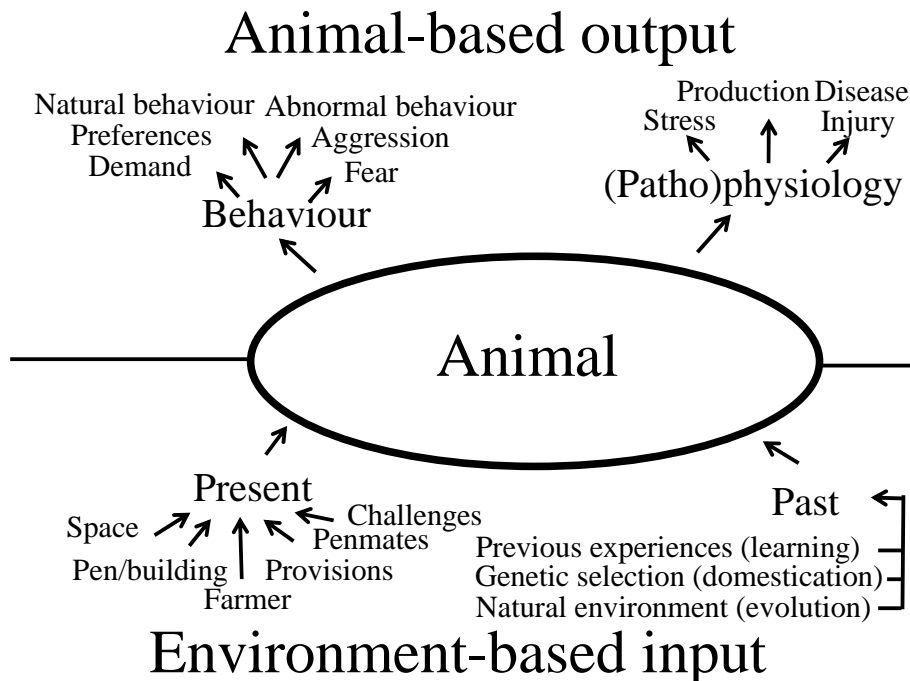 Animal-based output
Natural behaviour
Abnormal behaviour
Preferences
Aggression
Demand
Fear
Behaviour
Production
Disease
Stress
Injury
(Patho)physiology
Animal
Present
Space
Challenges
Penmates
Pen/building
Provisions
Farmer
Past
Previous experiences (learning)
Genetic selection (domestication)
Natural environment (evolution)
Environment-based input